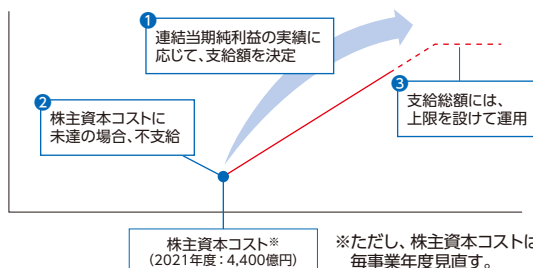 1
連結当期純利益の実績に
応じて、支給額を決定
2
株主資本コストに
未達の場合、不支給
3
支給総額には、
上限を設けて運用
株主資本コスト※
(2021年度:4,400億円)
※ただし、株主資本コストは
毎事業年度見直す。